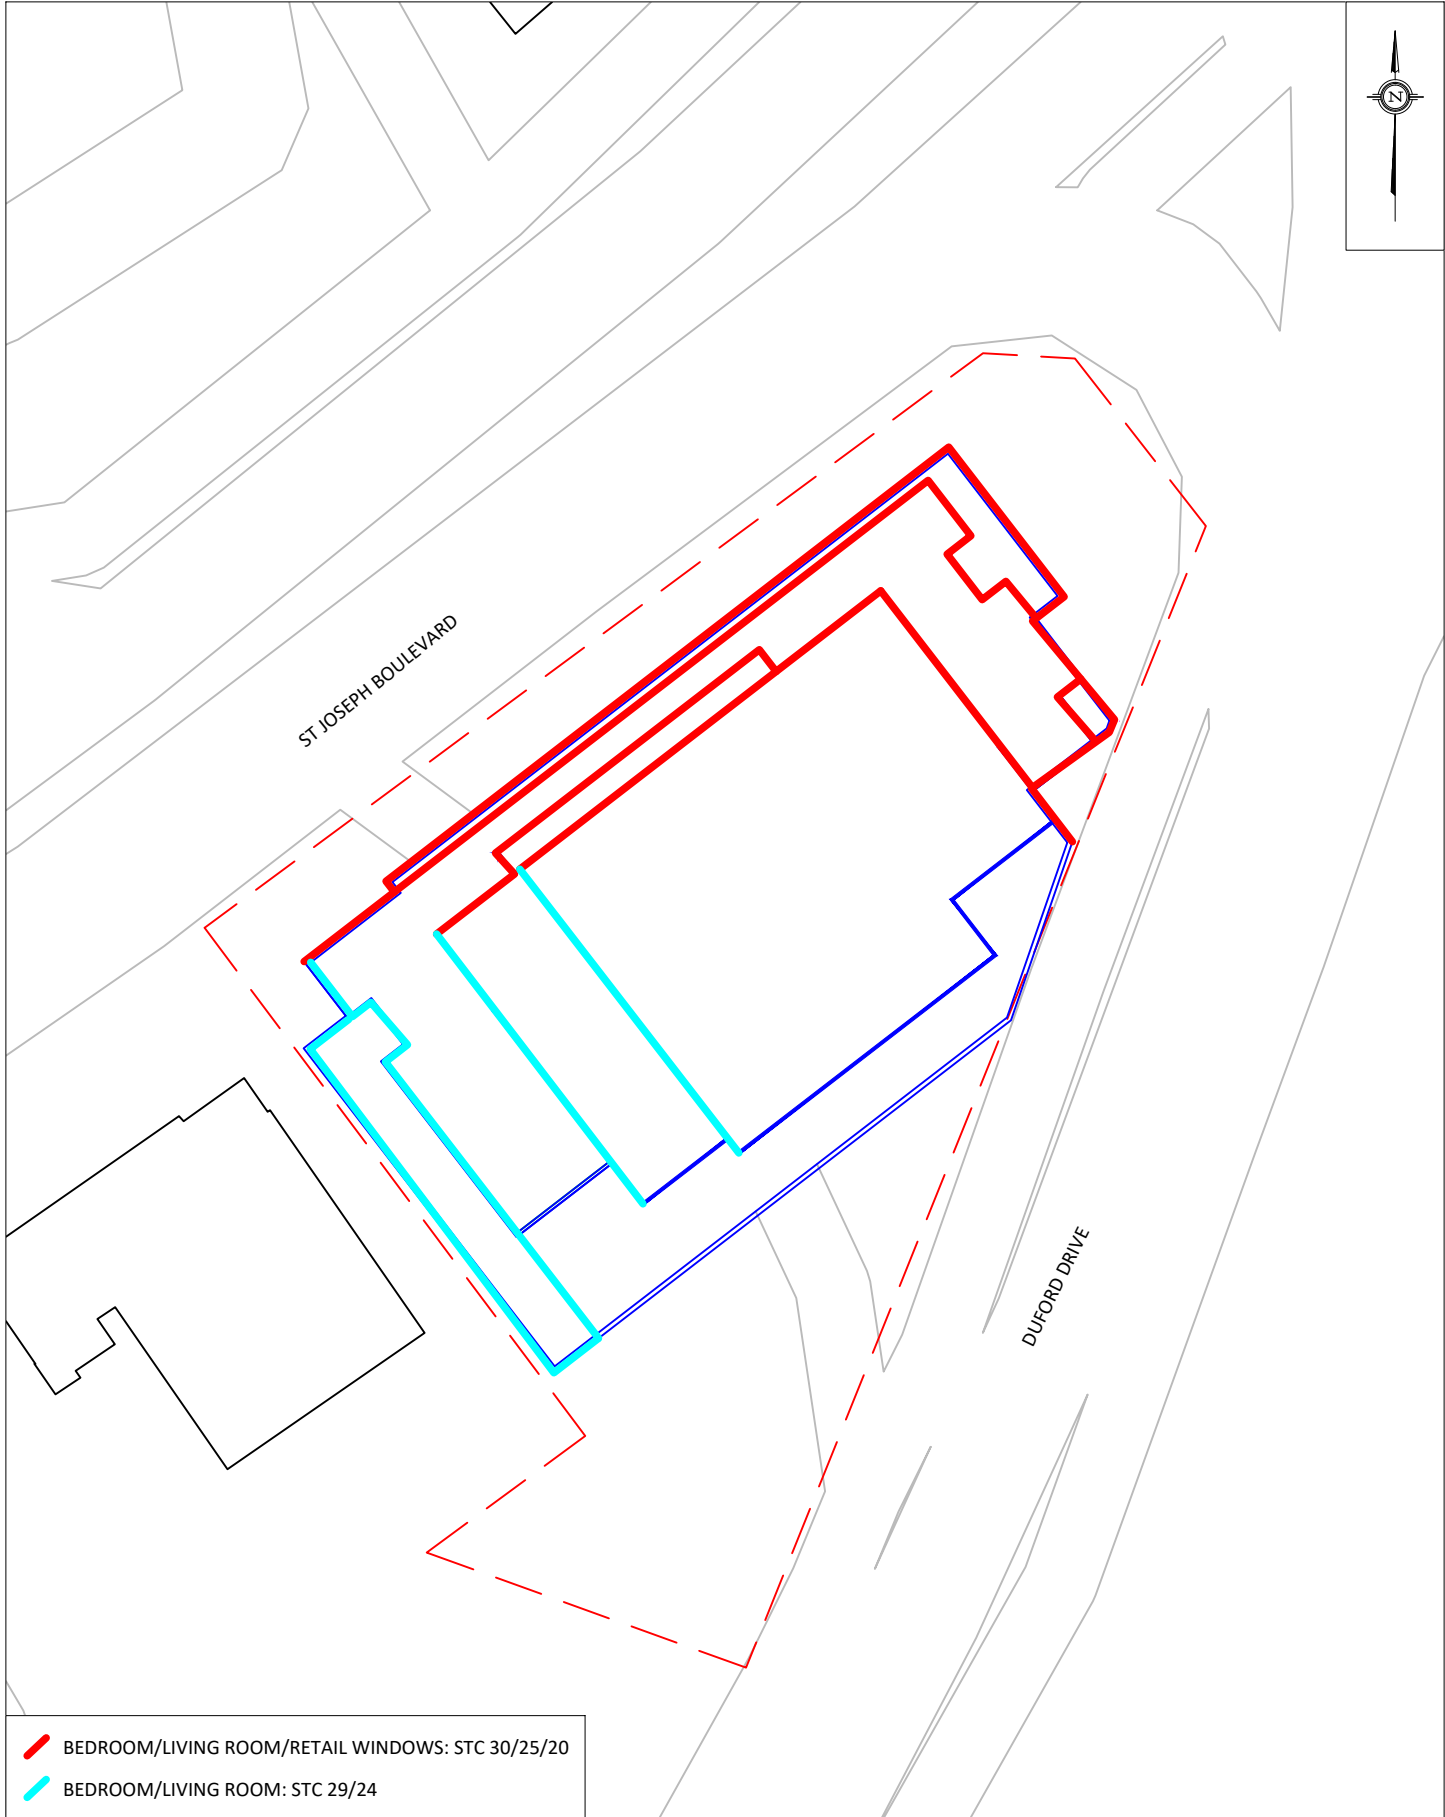 N
ST JOSEPH BOULEVARD
DUFORD DRIVE
BEDROOM/LIVING ROOM/RETAIL WINDOWS: STC 30/25/20
BEDROOM/LIVING ROOM: STC 29/24